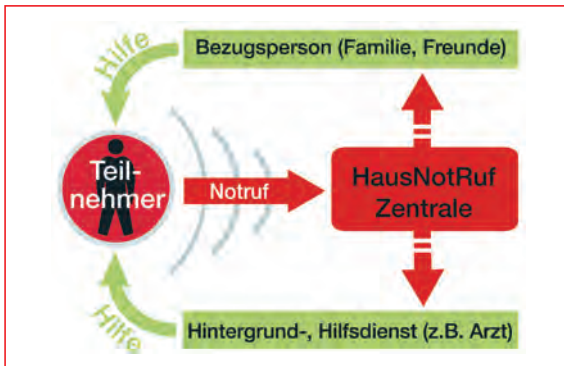 Hilfe
Bezugsperson (Familie, Freunde)
Teil-
nehmer
Notruf
HausNotRuf
Zentrale
Hilfe
Hintergrund-, Hilfsdienst (z.B. Arzt)